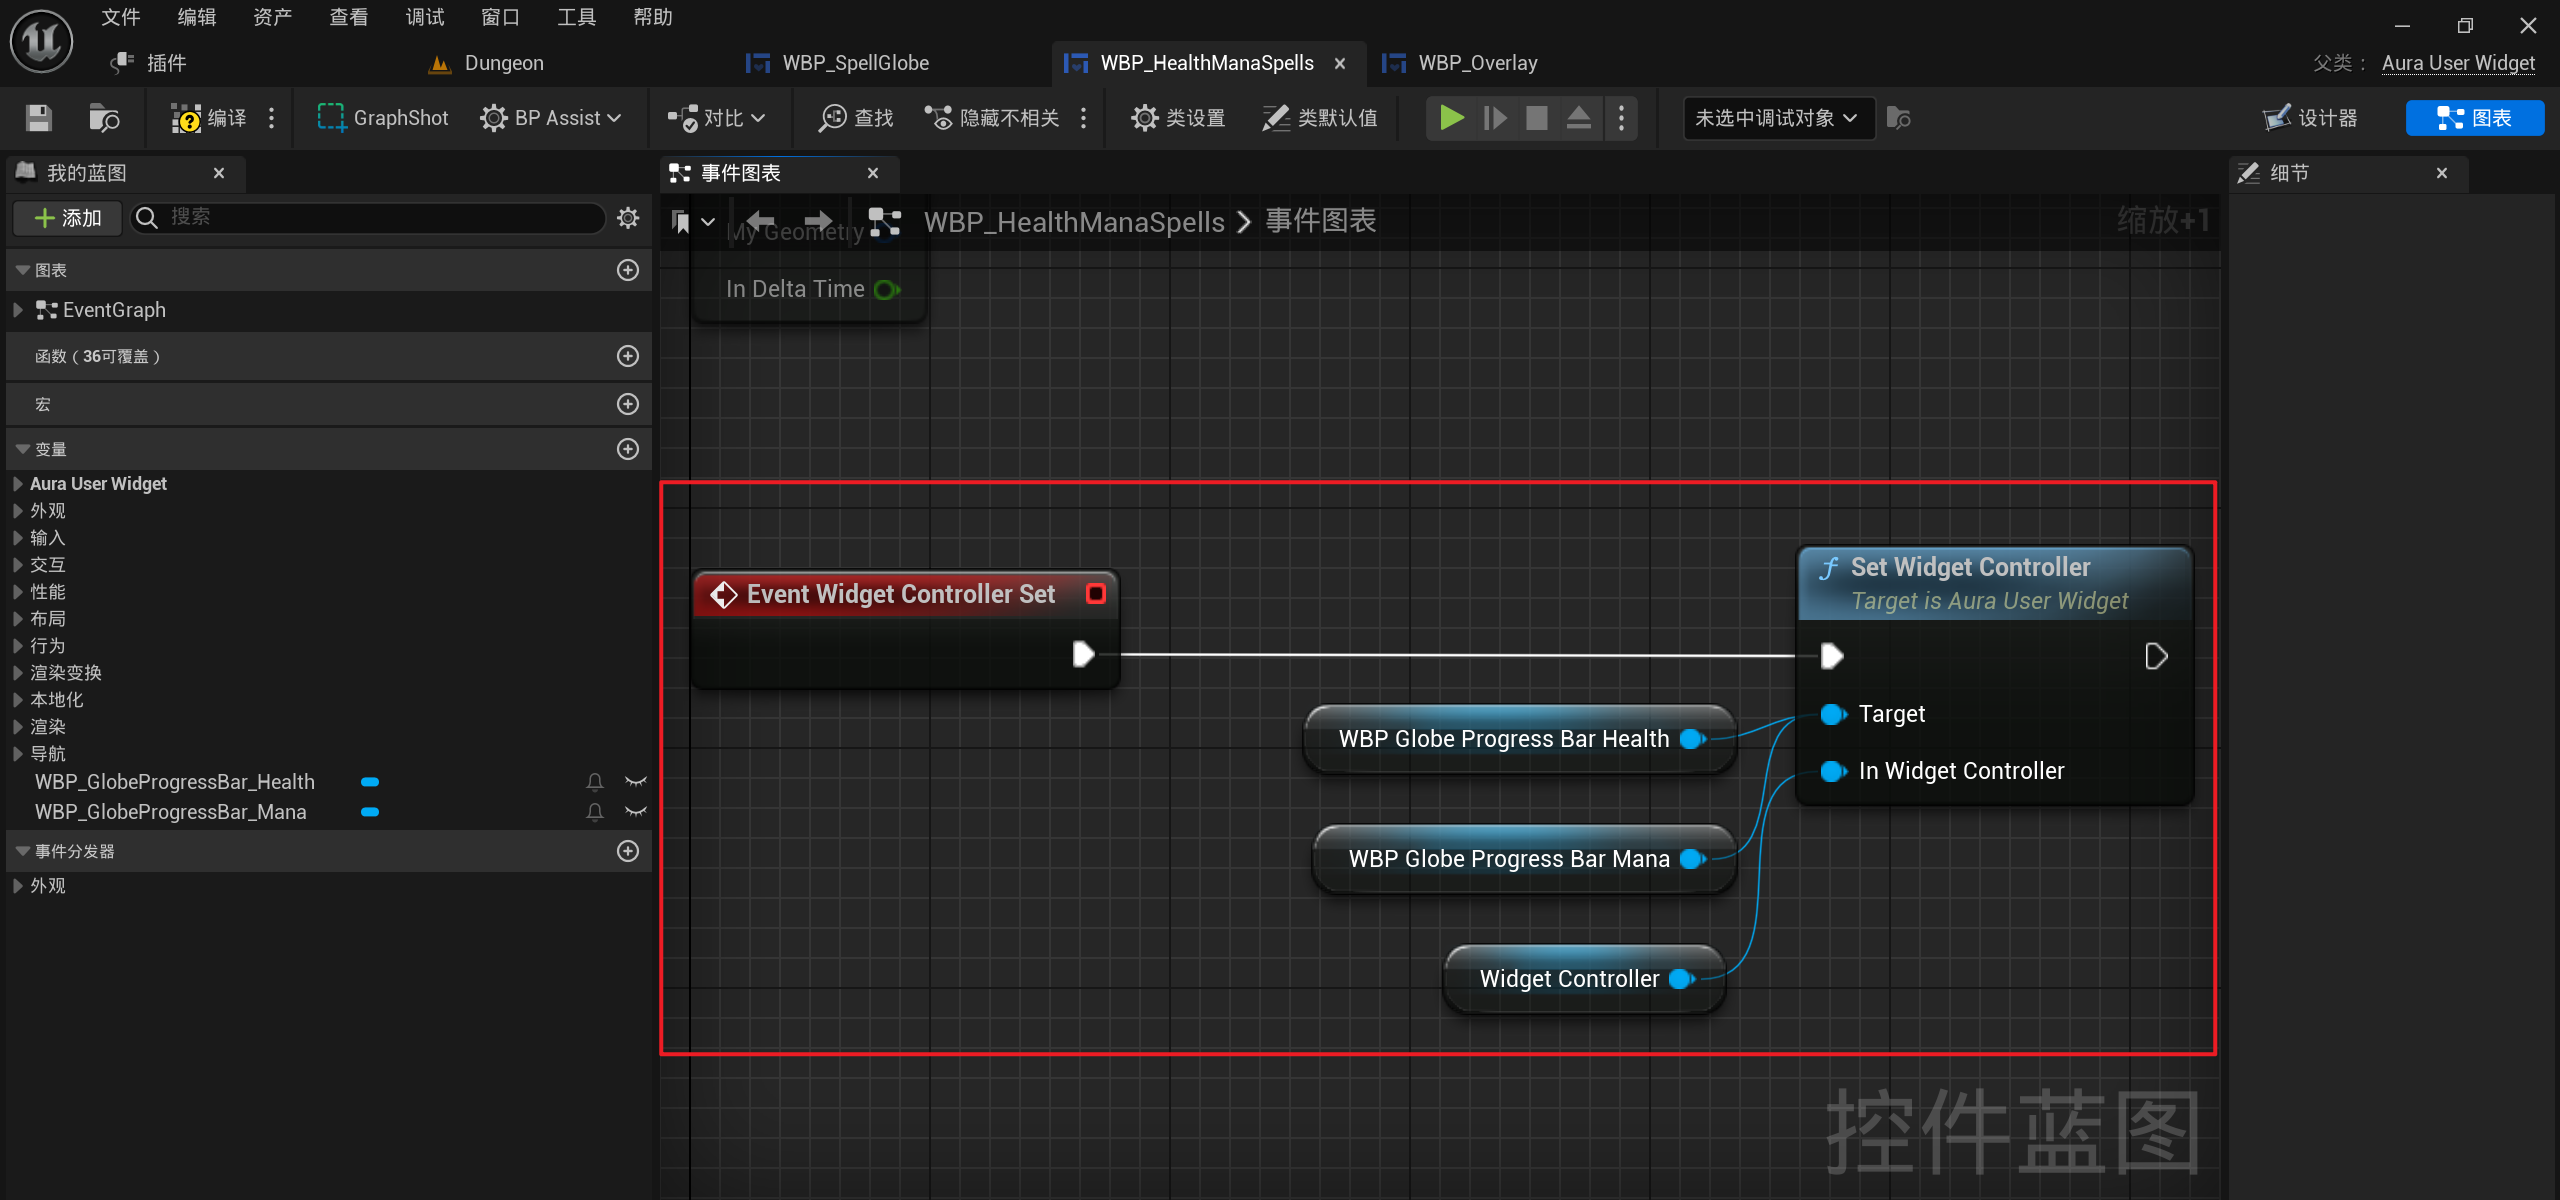 文件 编辑 资产 查看 调试 窗口 工具 帮助
插件 Dungeon WBP_SpellGlobe WBP_HealthManaSpells WBP_Overlay 父类： Aura User Widget
编译 GraphShot BP Assist 对比 查找 隐藏不相关 类设置 类默认值 未选中调试对象 设计器 图表
我的蓝图 事件图表 细节
添加 搜索
WBP_HealthManaSpells 事件图表 缩放+1
My Geometry
In Delta Time
图表
EventGraph
函数（36可覆盖）
宏
变量
Aura User Widget
外观
输入
交互
性能
布局
行为
渲染变换
本地化
渲染
导航
WBP_GlobeProgressBar_Health
WBP_GlobeProgressBar_Mana
事件分发器
外观
Event Widget Controller Set
Set Widget Controller
Target is Aura User Widget
Target
In Widget Controller
WBP Globe Progress Bar Health
WBP Globe Progress Bar Mana
Widget Controller
控件蓝图